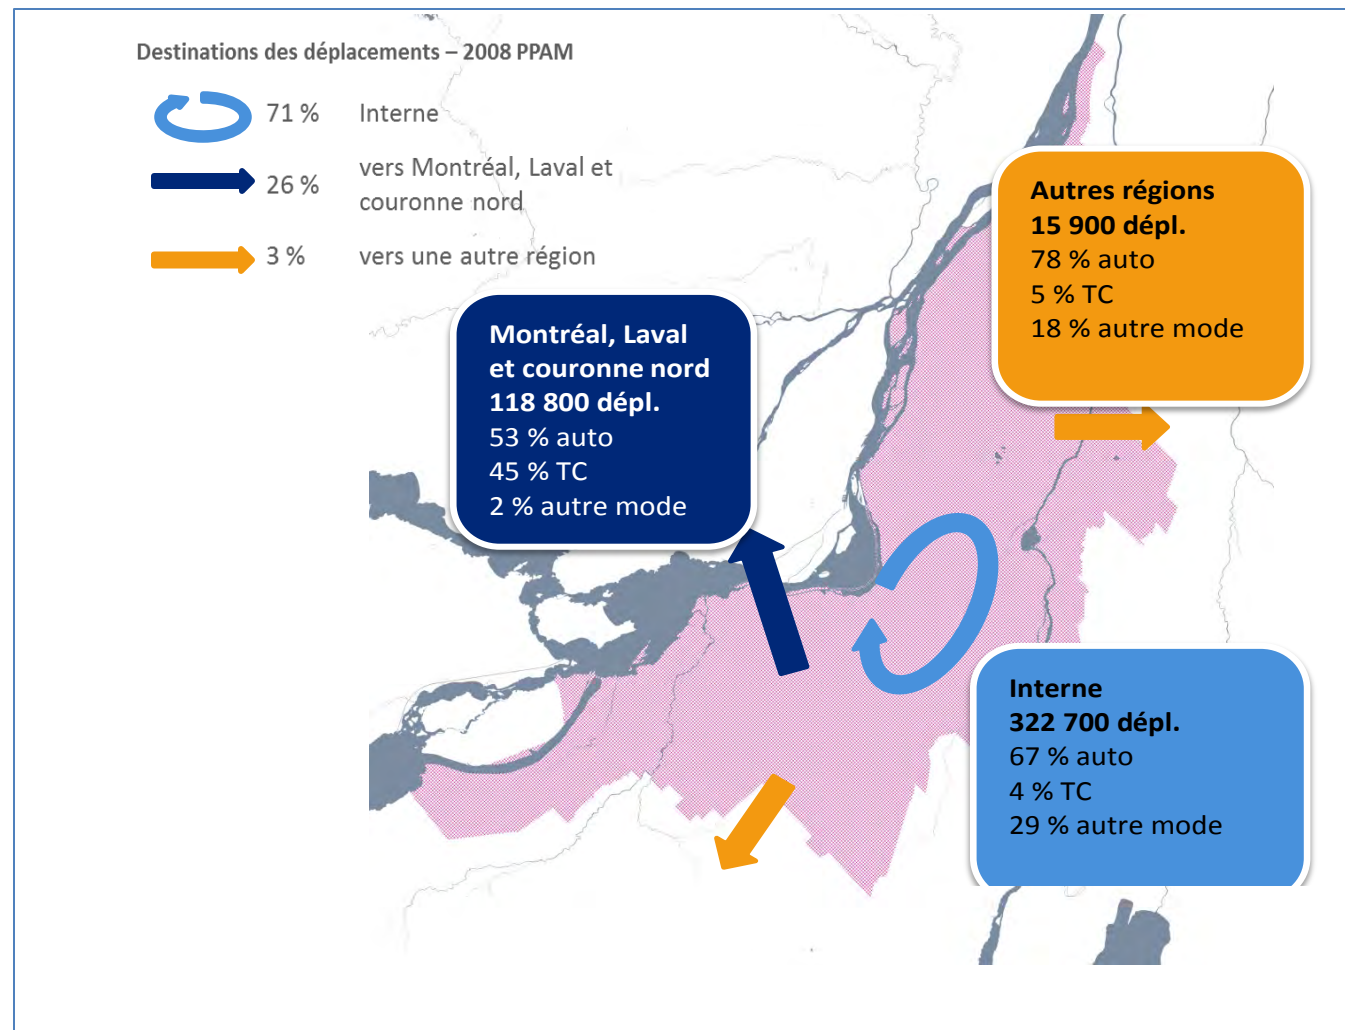 Destinations des déplacements – 2008 PPAM
71 % Interne
26 % vers Montréal, Laval et
couronne nord
3 % vers une autre région
Autres régions
15 900 dépl.
78 % auto
5 % TC
18 % autre mode
Montréal, Laval
et couronne nord
118 800 dépl.
53 % auto
45 % TC
2 % autre mode
Interne
322 700 dépl.
67 % auto
4 % TC
29 % autre mode